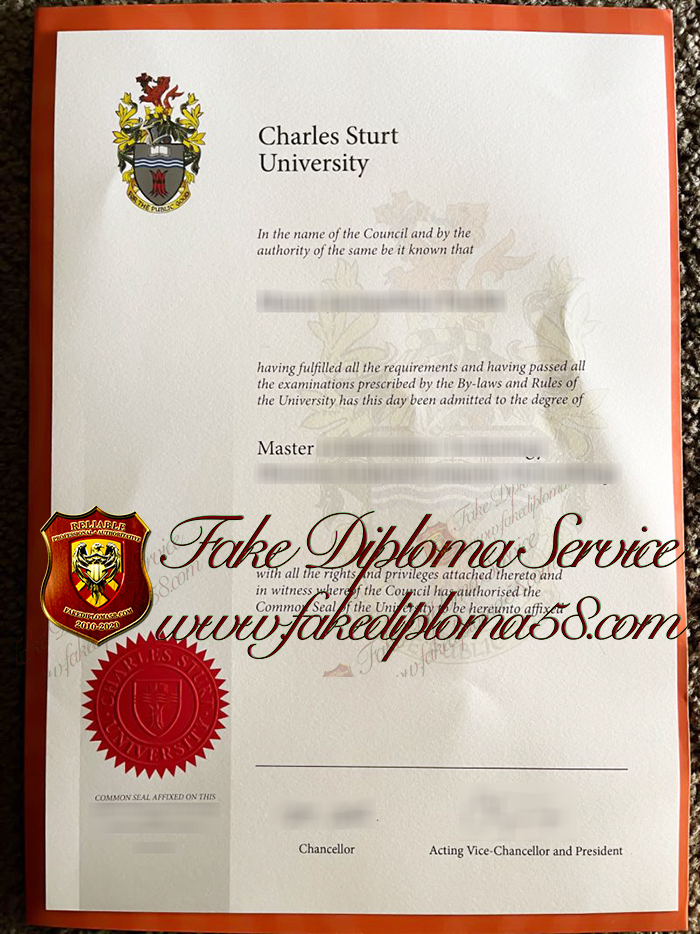 FOR THE PUBLIC GOOD
Charles Sturt
University
In the name of the Council and by the
authority of the same be it known that
having fulfilled all the requirements and having passed all
the examinations prescribed by the By-laws and Rules of
the University has this day been admitted to the degree of
Master
RELIABLE
PROFESSIONAL & AUTHORITATIVE
FAKEDIPLOMA58.COM
2010-2020
Fake Diploma Service
www.fakediploma58.com
with all the rights and privileges attached thereto and
in witness whereof the Council has authorised the
Common Seal of the University to be hereunto affixed
CHARLES STURT
UNIVERSITY
COMMON SEAL AFFIXED ON THIS
Chancellor
Acting Vice-Chancellor and President